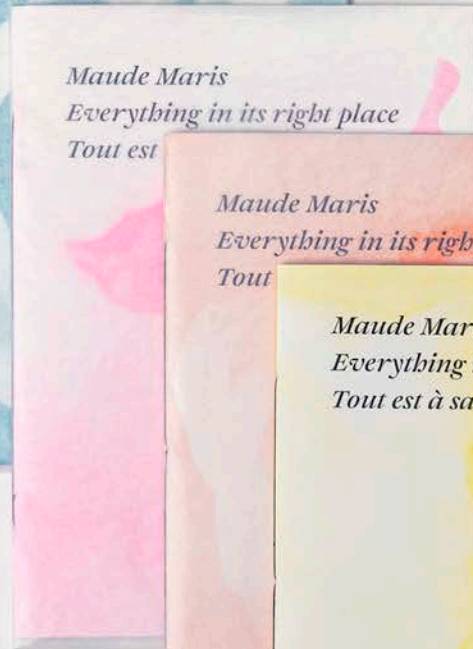 Maude Maris
Everything in its right place
Tout est
Maude Maris
Everything in its righ
Tout
Maude Mar
Everything
Tout est à sa